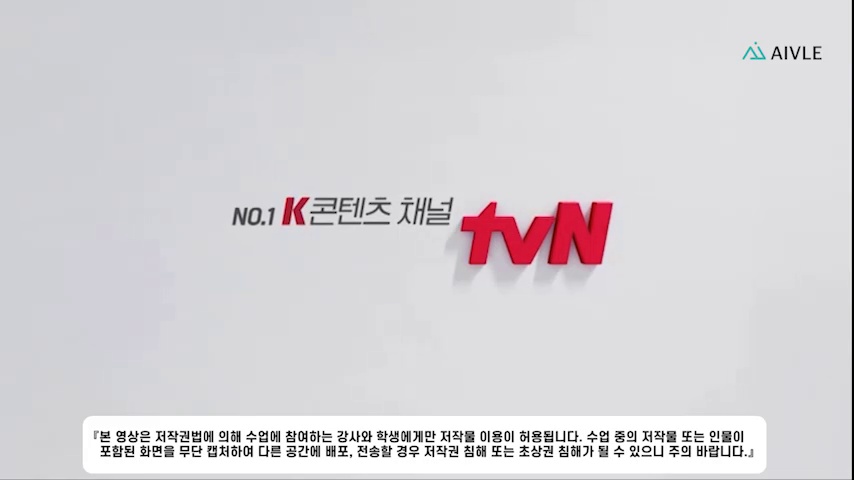 AIVLE
NO.1 K콘텐츠 채널 tvN
『본 영상은 저작권법에 의해 수업에 참여하는 강사와 학생에게만 저작물 이용이 허용됩니다. 수업 중의 저작물 또는 인물이
포함된 화면을 무단 캡처하여 다른 공간에 배포, 전송할 경우 저작권 침해 또는 초상권 침해가 될 수 있으니 주의 바랍니다.』